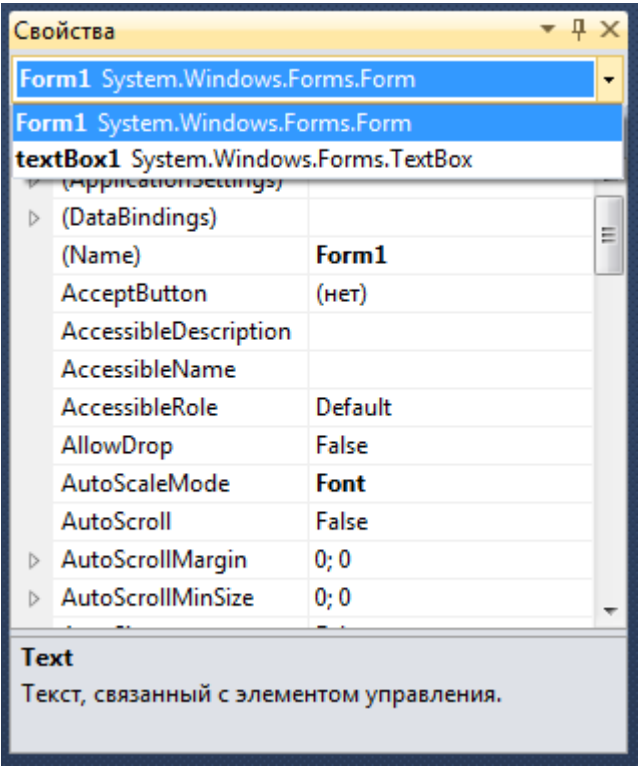 Свойства
Form1 System.Windows.Forms.Form
Form1 System.Windows.Forms.Form
textBox1 System.Windows.Forms.TextBox
(ApplicationSettings)
(DataBindings)
(Name) Form1
AcceptButton (нет)
AccessibleDescription
AccessibleName
AccessibleRole Default
AllowDrop False
AutoScaleMode Font
AutoScroll False
AutoScrollMargin 0; 0
AutoScrollMinSize 0; 0
Text
Текст, связанный с элементом управления.